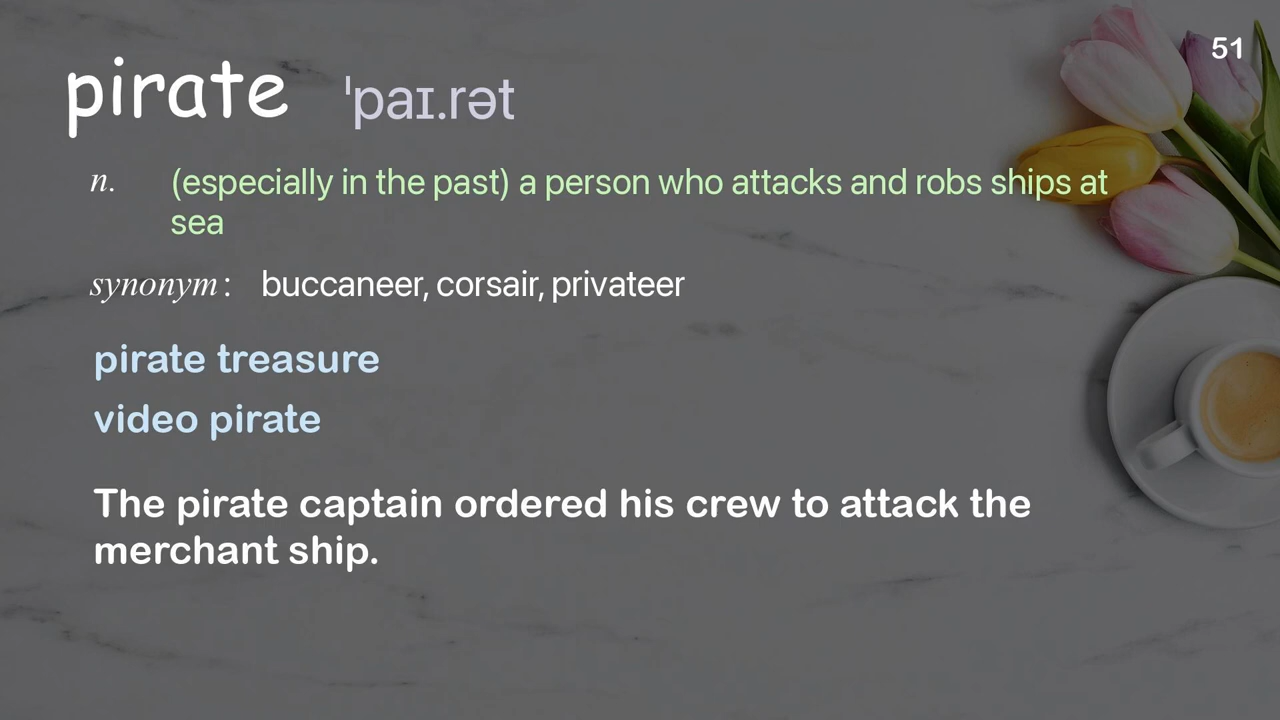 51
pirate ˈpaɪ.rət
n. (especially in the past) a person who attacks and robs ships at
sea
synonym: buccaneer, corsair, privateer
pirate treasure
video pirate
The pirate captain ordered his crew to attack the
merchant ship.